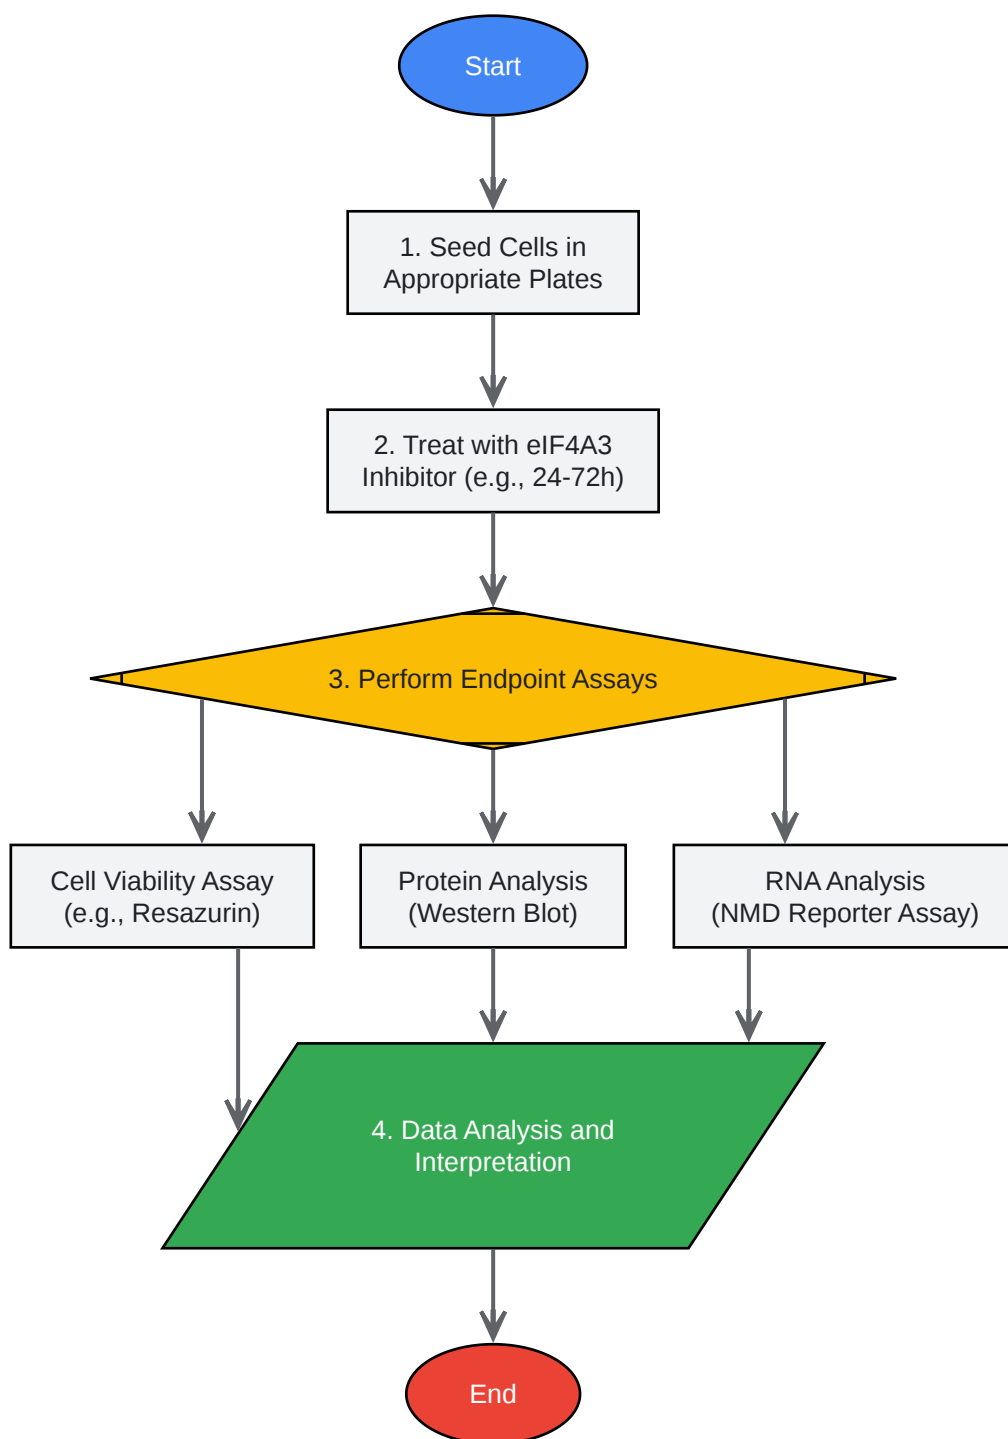 Start
1. Seed Cells in
Appropriate Plates
2. Treat with eIF4A3
Inhibitor (e.g., 24-72h)
3. Perform Endpoint Assays
Cell Viability Assay
(e.g., Resazurin)
Protein Analysis
(Western Blot)
RNA Analysis
(NMD Reporter Assay)
4. Data Analysis and
Interpretation
End